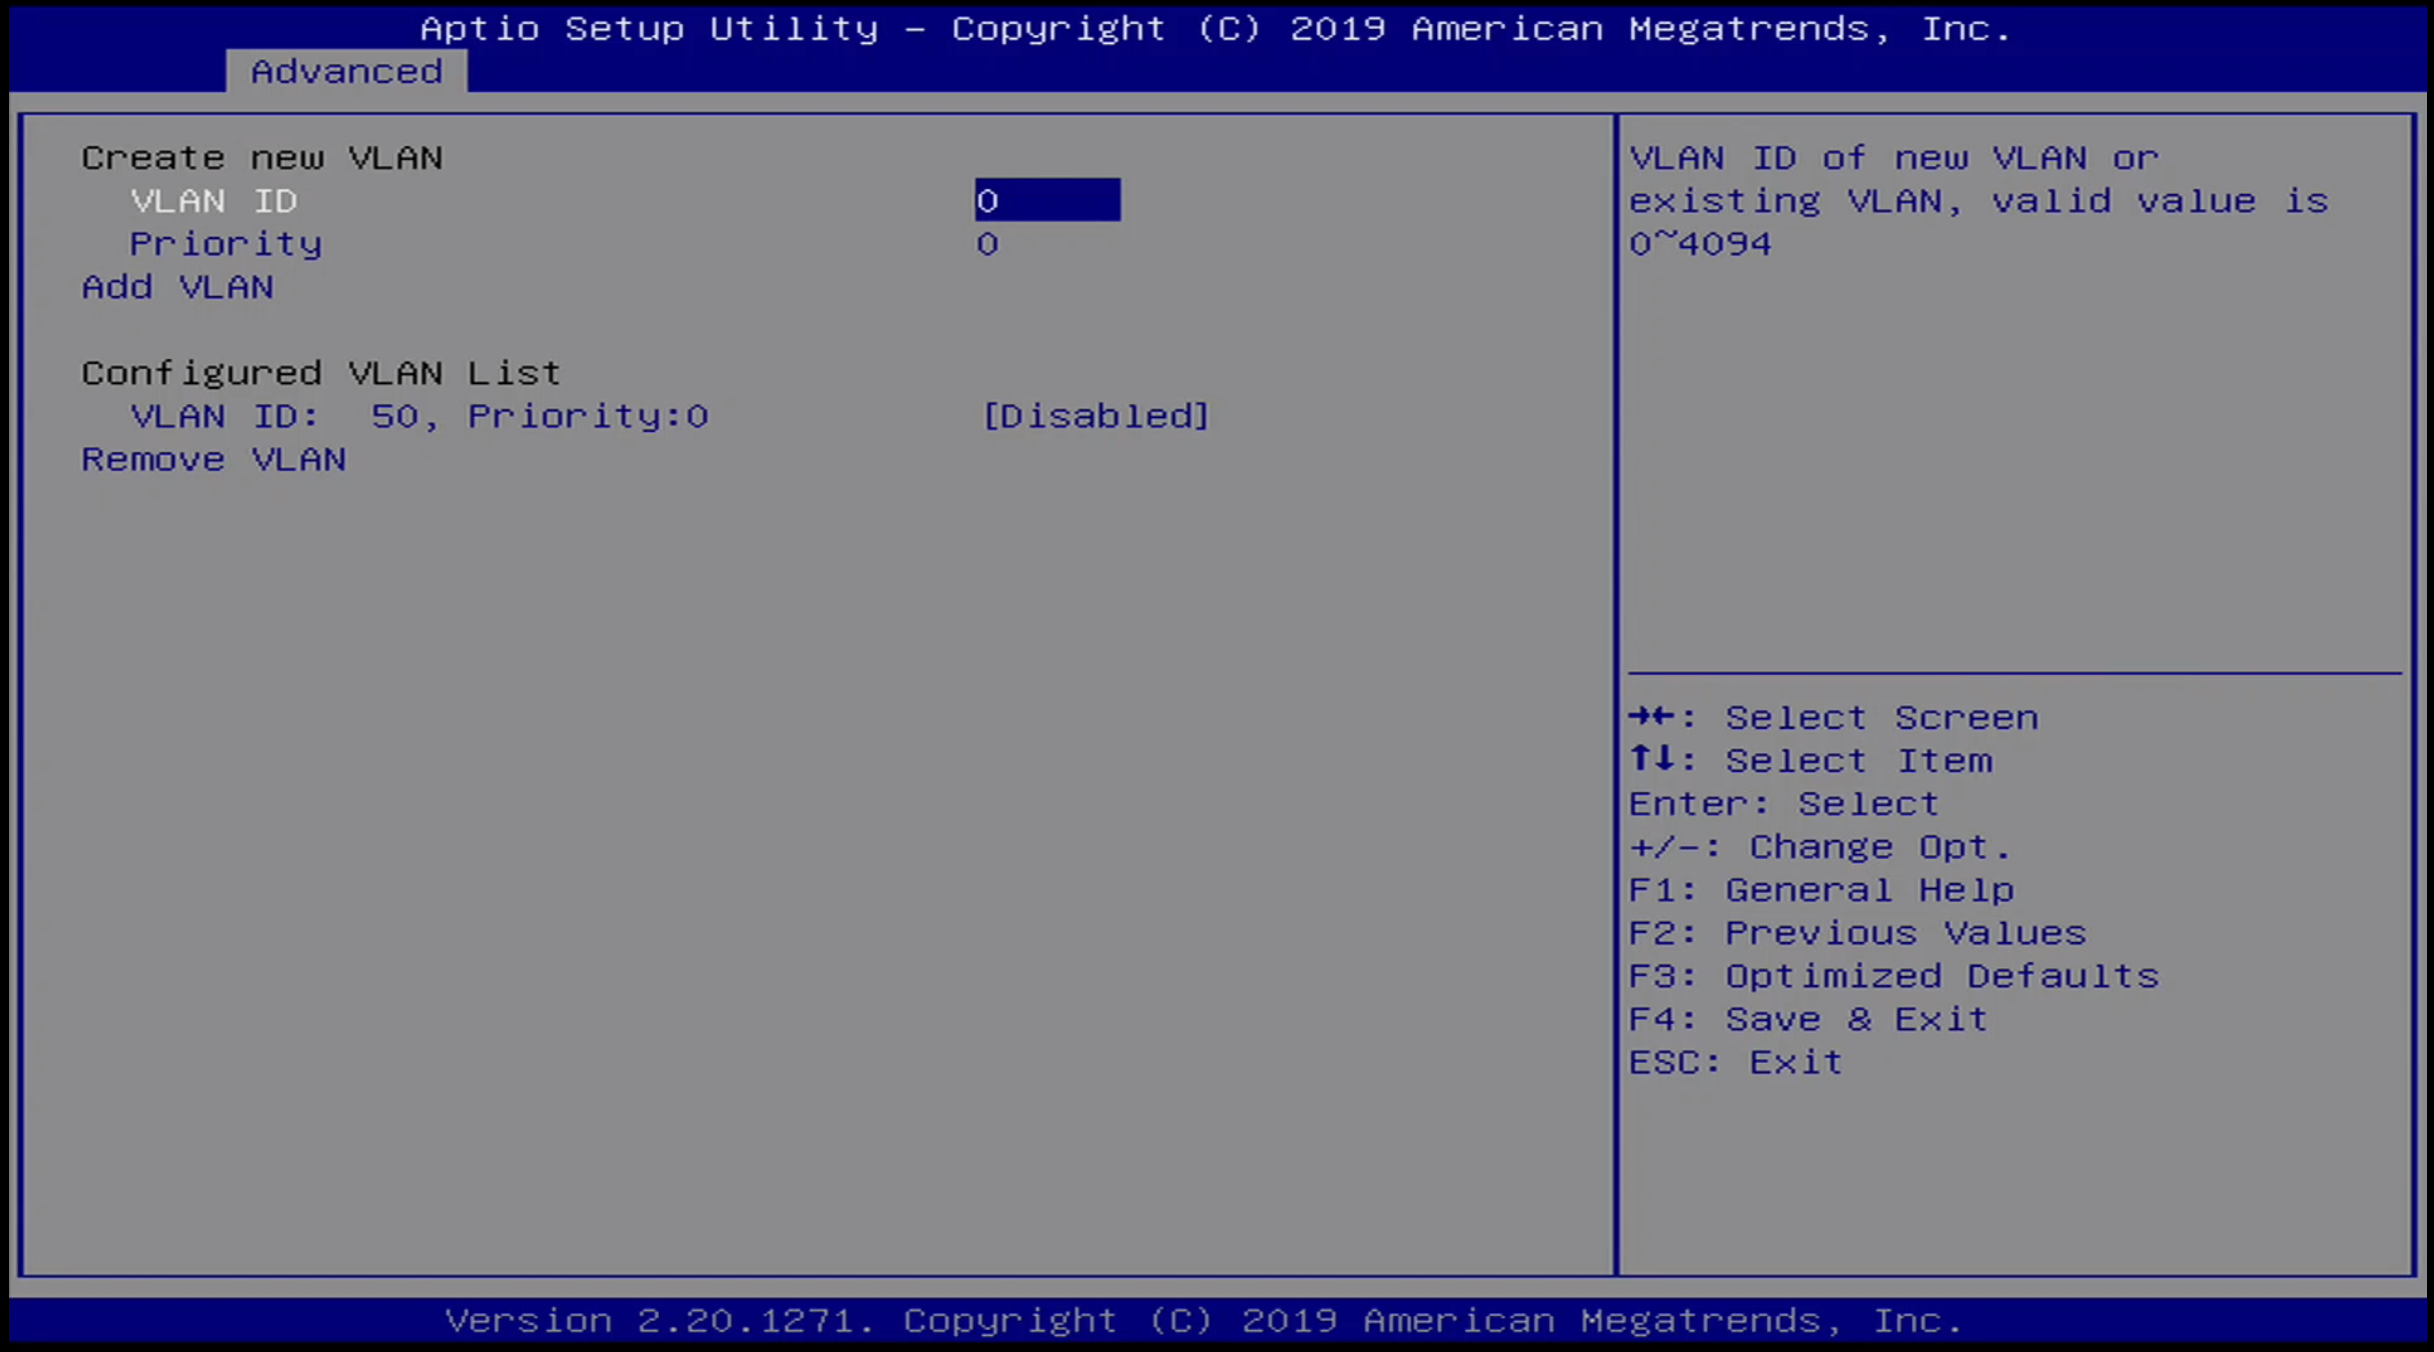 Aptio Setup Utility – Copyright (C) 2019 American Megatrends, Inc.
Advanced
Create new VLAN
VLAN ID 0
Priority 0
Add VLAN
Configured VLAN List
VLAN ID:  50, Priority:0 [Disabled]
Remove VLAN
VLAN ID of new VLAN or
existing VLAN, valid value is
0~4094
→←: Select Screen
↑↓: Select Item
Enter: Select
+/-: Change Opt.
F1: General Help
F2: Previous Values
F3: Optimized Defaults
F4: Save & Exit
ESC: Exit
Version 2.20.1271. Copyright (C) 2019 American Megatrends, Inc.